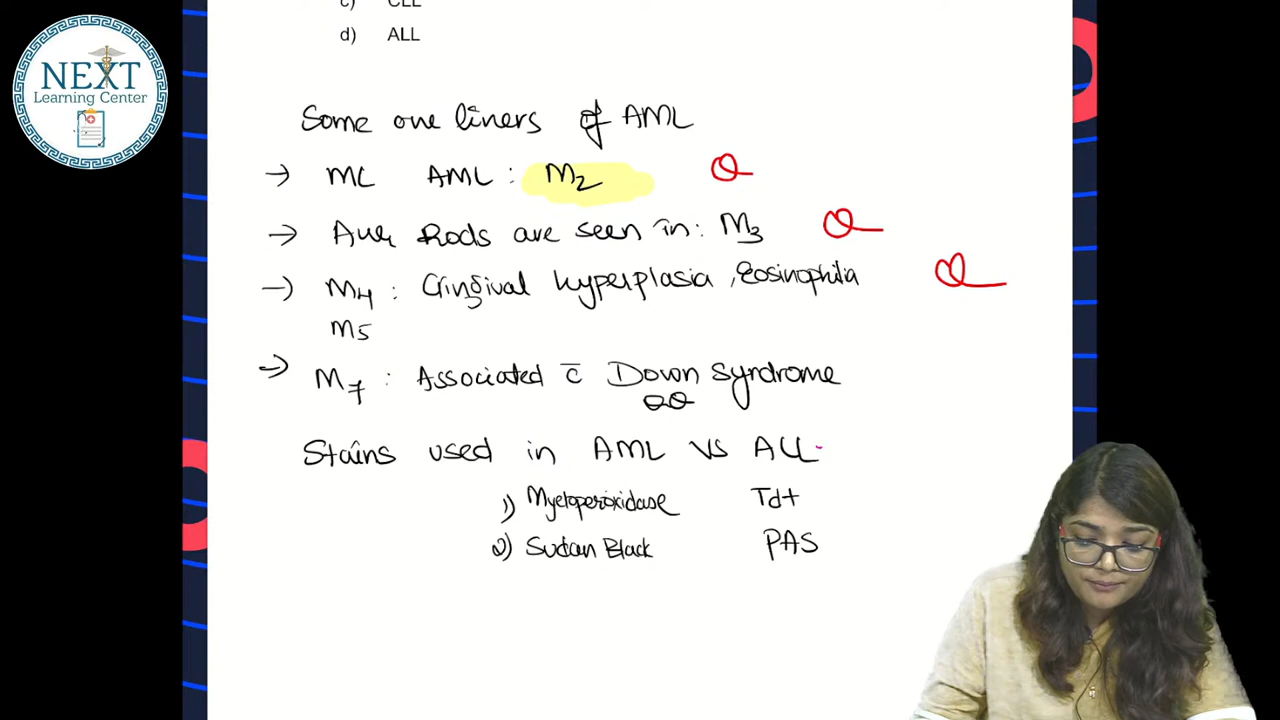 c) CLL
d) ALL
NEXT
Learning Center
Some one liners of AML
→ MC AML : M2 Q
→ Auer Rods are seen in : M3 Q
→ M4 : Gingival hyperplasia , Eosinophilia Q
M5
→ M7 : Associated c̄ Down syndrome
Stains used in AML vs ALL
1) Myeloperoxidase Tdt
2) Sudan Black PAS